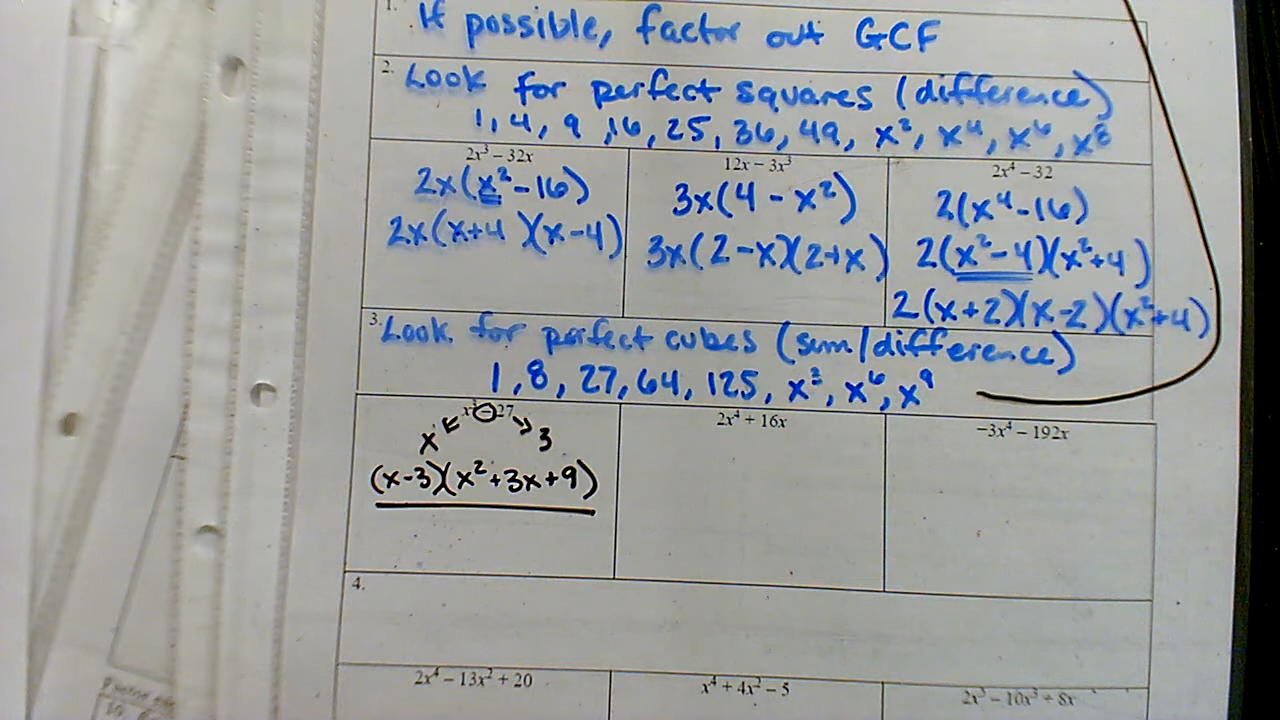 1. If possible, factor out GCF
2. Look for perfect squares (difference)
1, 4, 9, 16, 25, 36, 49, x², x⁴, x⁶, x⁸
2x³ – 32x
2x(x²-16)
2x(x+4)(x-4)
12x – 3x³
3x(4 - x²)
3x(2-x)(2+x)
2x⁴ – 32
2(x⁴-16)
2(x²-4)(x²+4)
2(x+2)(x-2)(x²+4)
3. Look for perfect cubes (sum/difference)
1, 8, 27, 64, 125, x³, x⁶, x⁹
x³ – 27
x 3
(x-3)(x²+3x+9)
2x⁴ + 16x
–3x⁴ – 192x
4.
2x⁴ – 13x² + 20
x⁴ + 4x² – 5